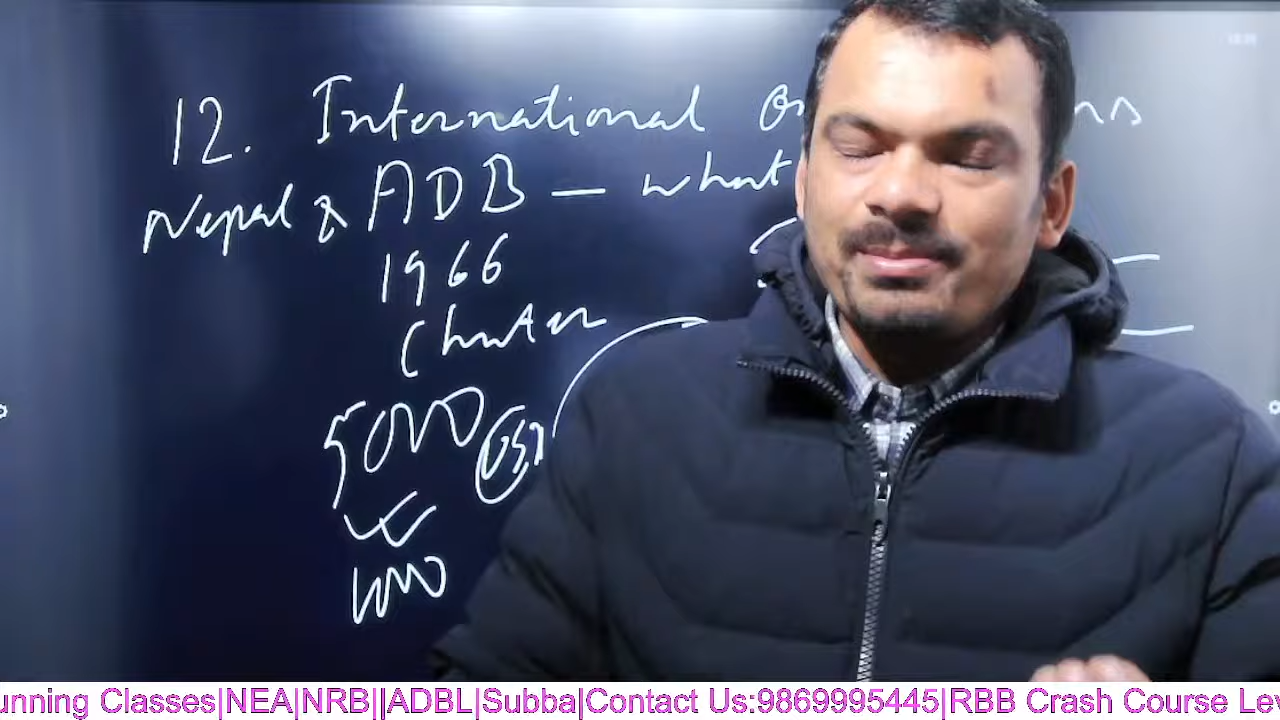 12. International
Nepal & ADB — what
1966
Charter
5000
1000
unning Classes|NEA|NRB||ADBL|Subba|Contact Us:9869995445|RBB Crash Course Lev